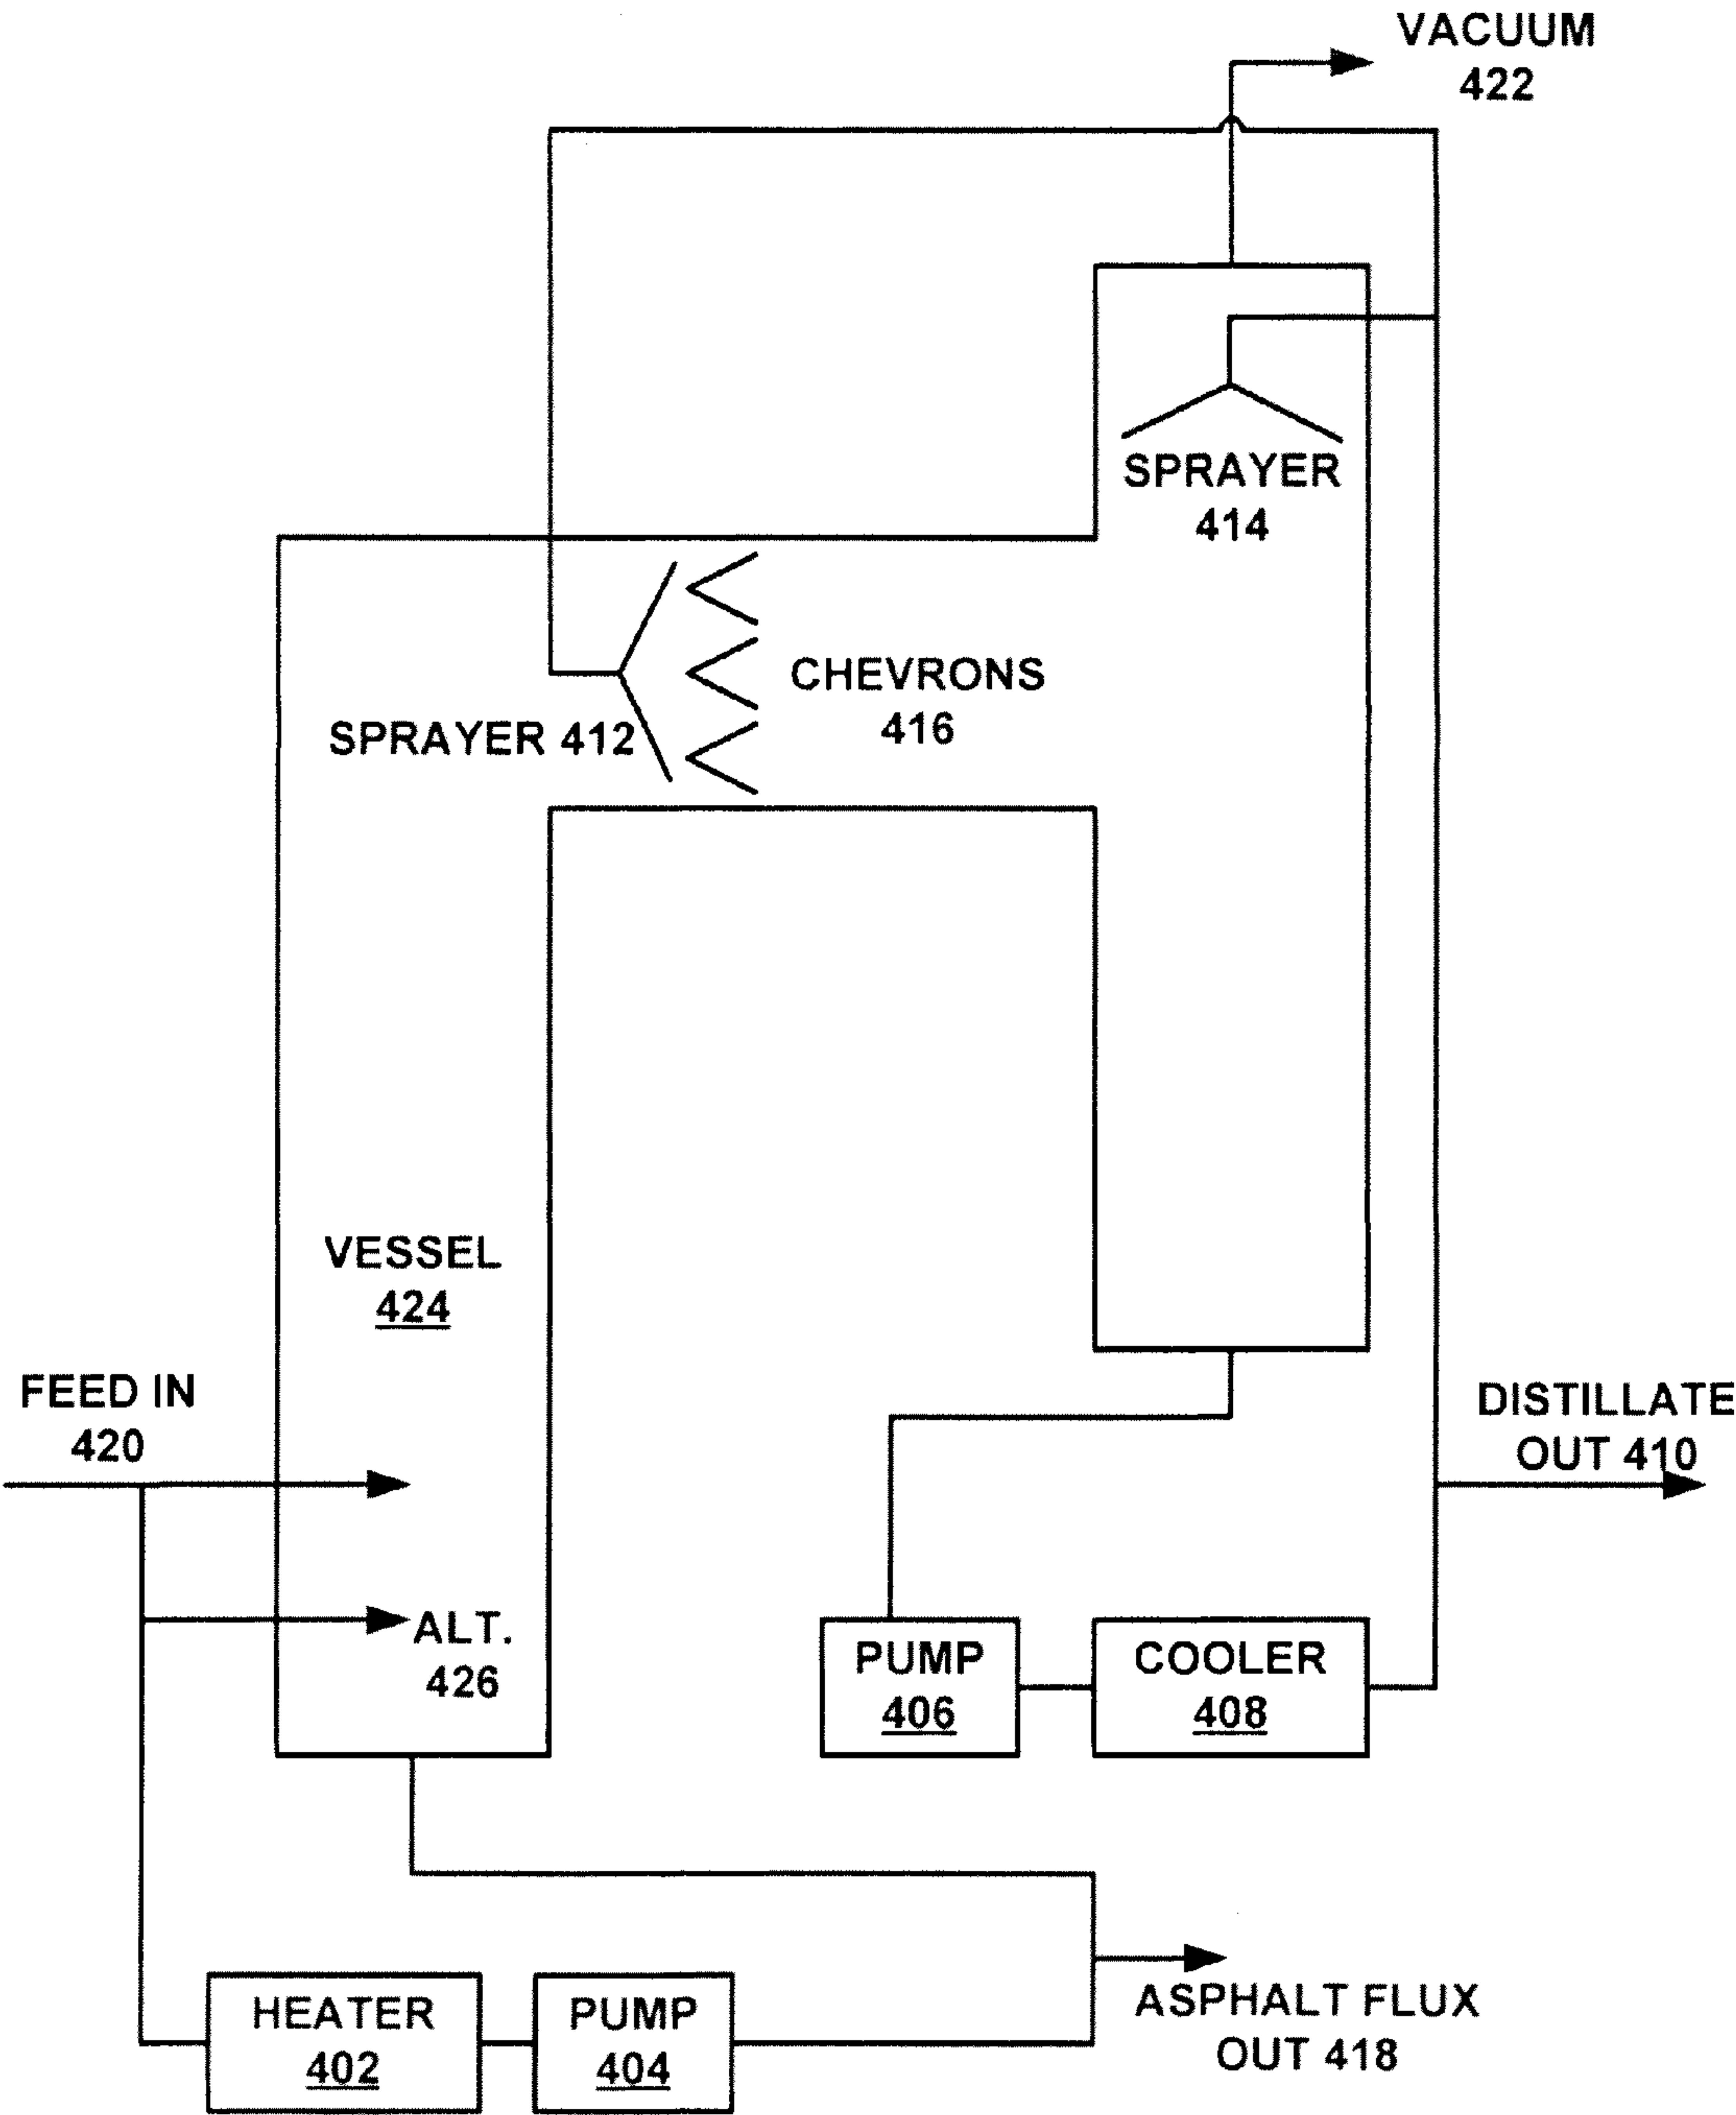 VACUUM
422
SPRAYER
414
CHEVRONS
416
SPRAYER 412
VESSEL
424
FEED IN
420
DISTILLATE
OUT 410
ALT.
426
PUMP
406
COOLER
408
HEATER
402
PUMP
404
ASPHALT FLUX
OUT 418